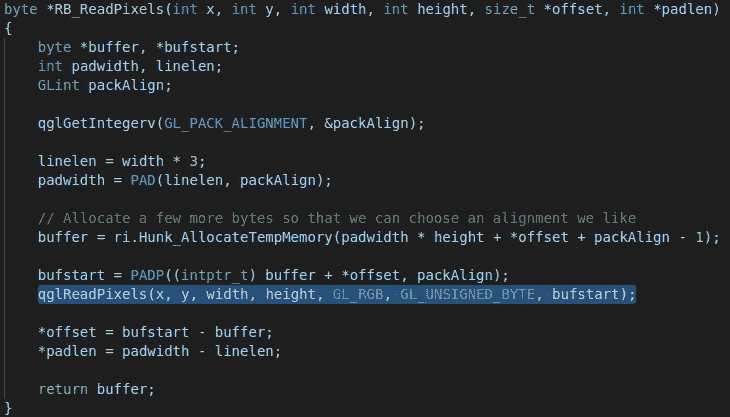 byte *RB_ReadPixels(int x, int y, int width, int height, size_t *offset, int *padlen)
{
    byte *buffer, *bufstart;
    int padwidth, linelen;
    GLint packAlign;

    qglGetIntegerv(GL_PACK_ALIGNMENT, &packAlign);

    linelen = width * 3;
    padwidth = PAD(linelen, packAlign);

    // Allocate a few more bytes so that we can choose an alignment we like
    buffer = ri.Hunk_AllocateTempMemory(padwidth * height + *offset + packAlign - 1);

    bufstart = PADP((intptr_t) buffer + *offset, packAlign);
    qglReadPixels(x, y, width, height, GL_RGB, GL_UNSIGNED_BYTE, bufstart);

    *offset = bufstart - buffer;
    *padlen = padwidth - linelen;

    return buffer;
}